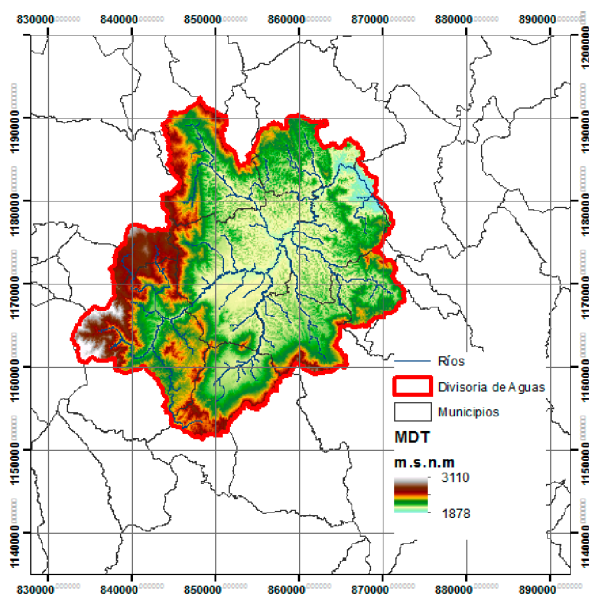 830000 840000 850000 860000 870000 880000 890000
1200000
1190000 1190000
1180000 1180000
1170000 1170000
1160000 1160000
1150000 1150000
1140000 1140000
Ríos
Divisoria de Aguas
Municipios
MDT
m.s.n.m
3110
1878
830000 840000 850000 860000 870000 880000 890000